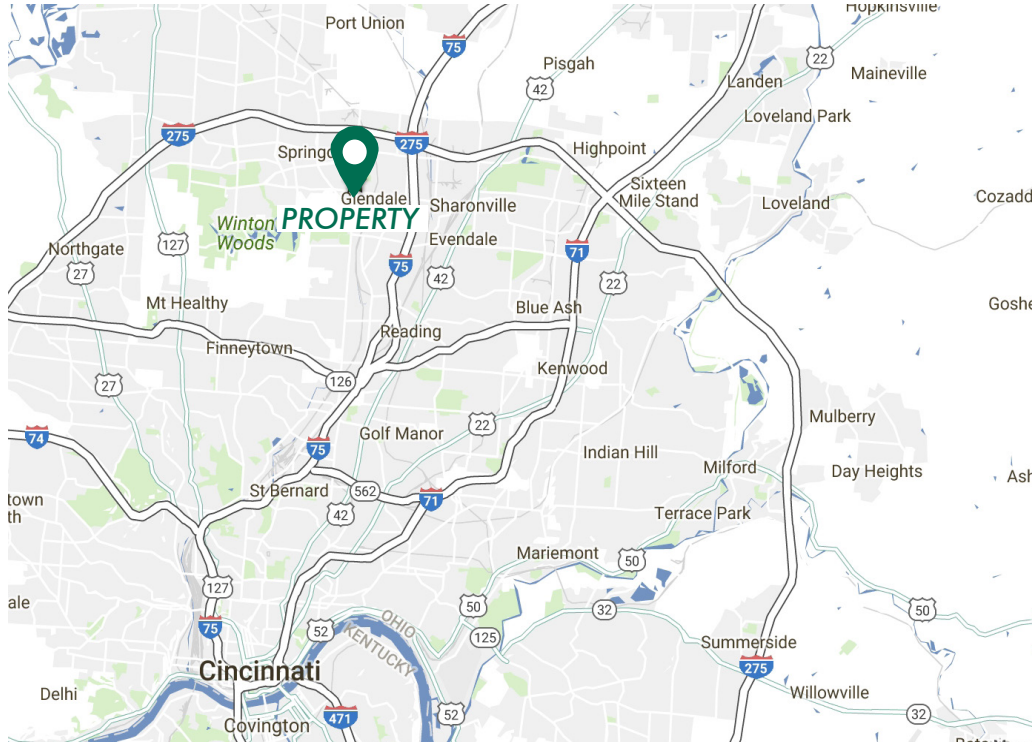 Hopkinsville
Port Union
75
22
Pisgah
Maineville
42
Landen
Loveland Park
275
275
Highpoint
Springd
Sixteen
Mile Stand
Glendale
Sharonville
Loveland
Cozadd
PROPERTY
Winton
Woods
127
Evendale
Northgate
71
75
27
42
22
Mt Healthy
Blue Ash
Goshe
Reading
Finneytown
Kenwood
126
27
Mulberry
22
74
Golf Manor
75
Indian Hill
Milford
Day Heights
Ash
St Bernard
562
71
town
th
42
Terrace Park
Mariemont
50
127
ale
50
32
50
75
52
OHIO
KENTUCKY
125
Summerside
275
Cincinnati
Delhi
Willowville
52
32
471
Covington